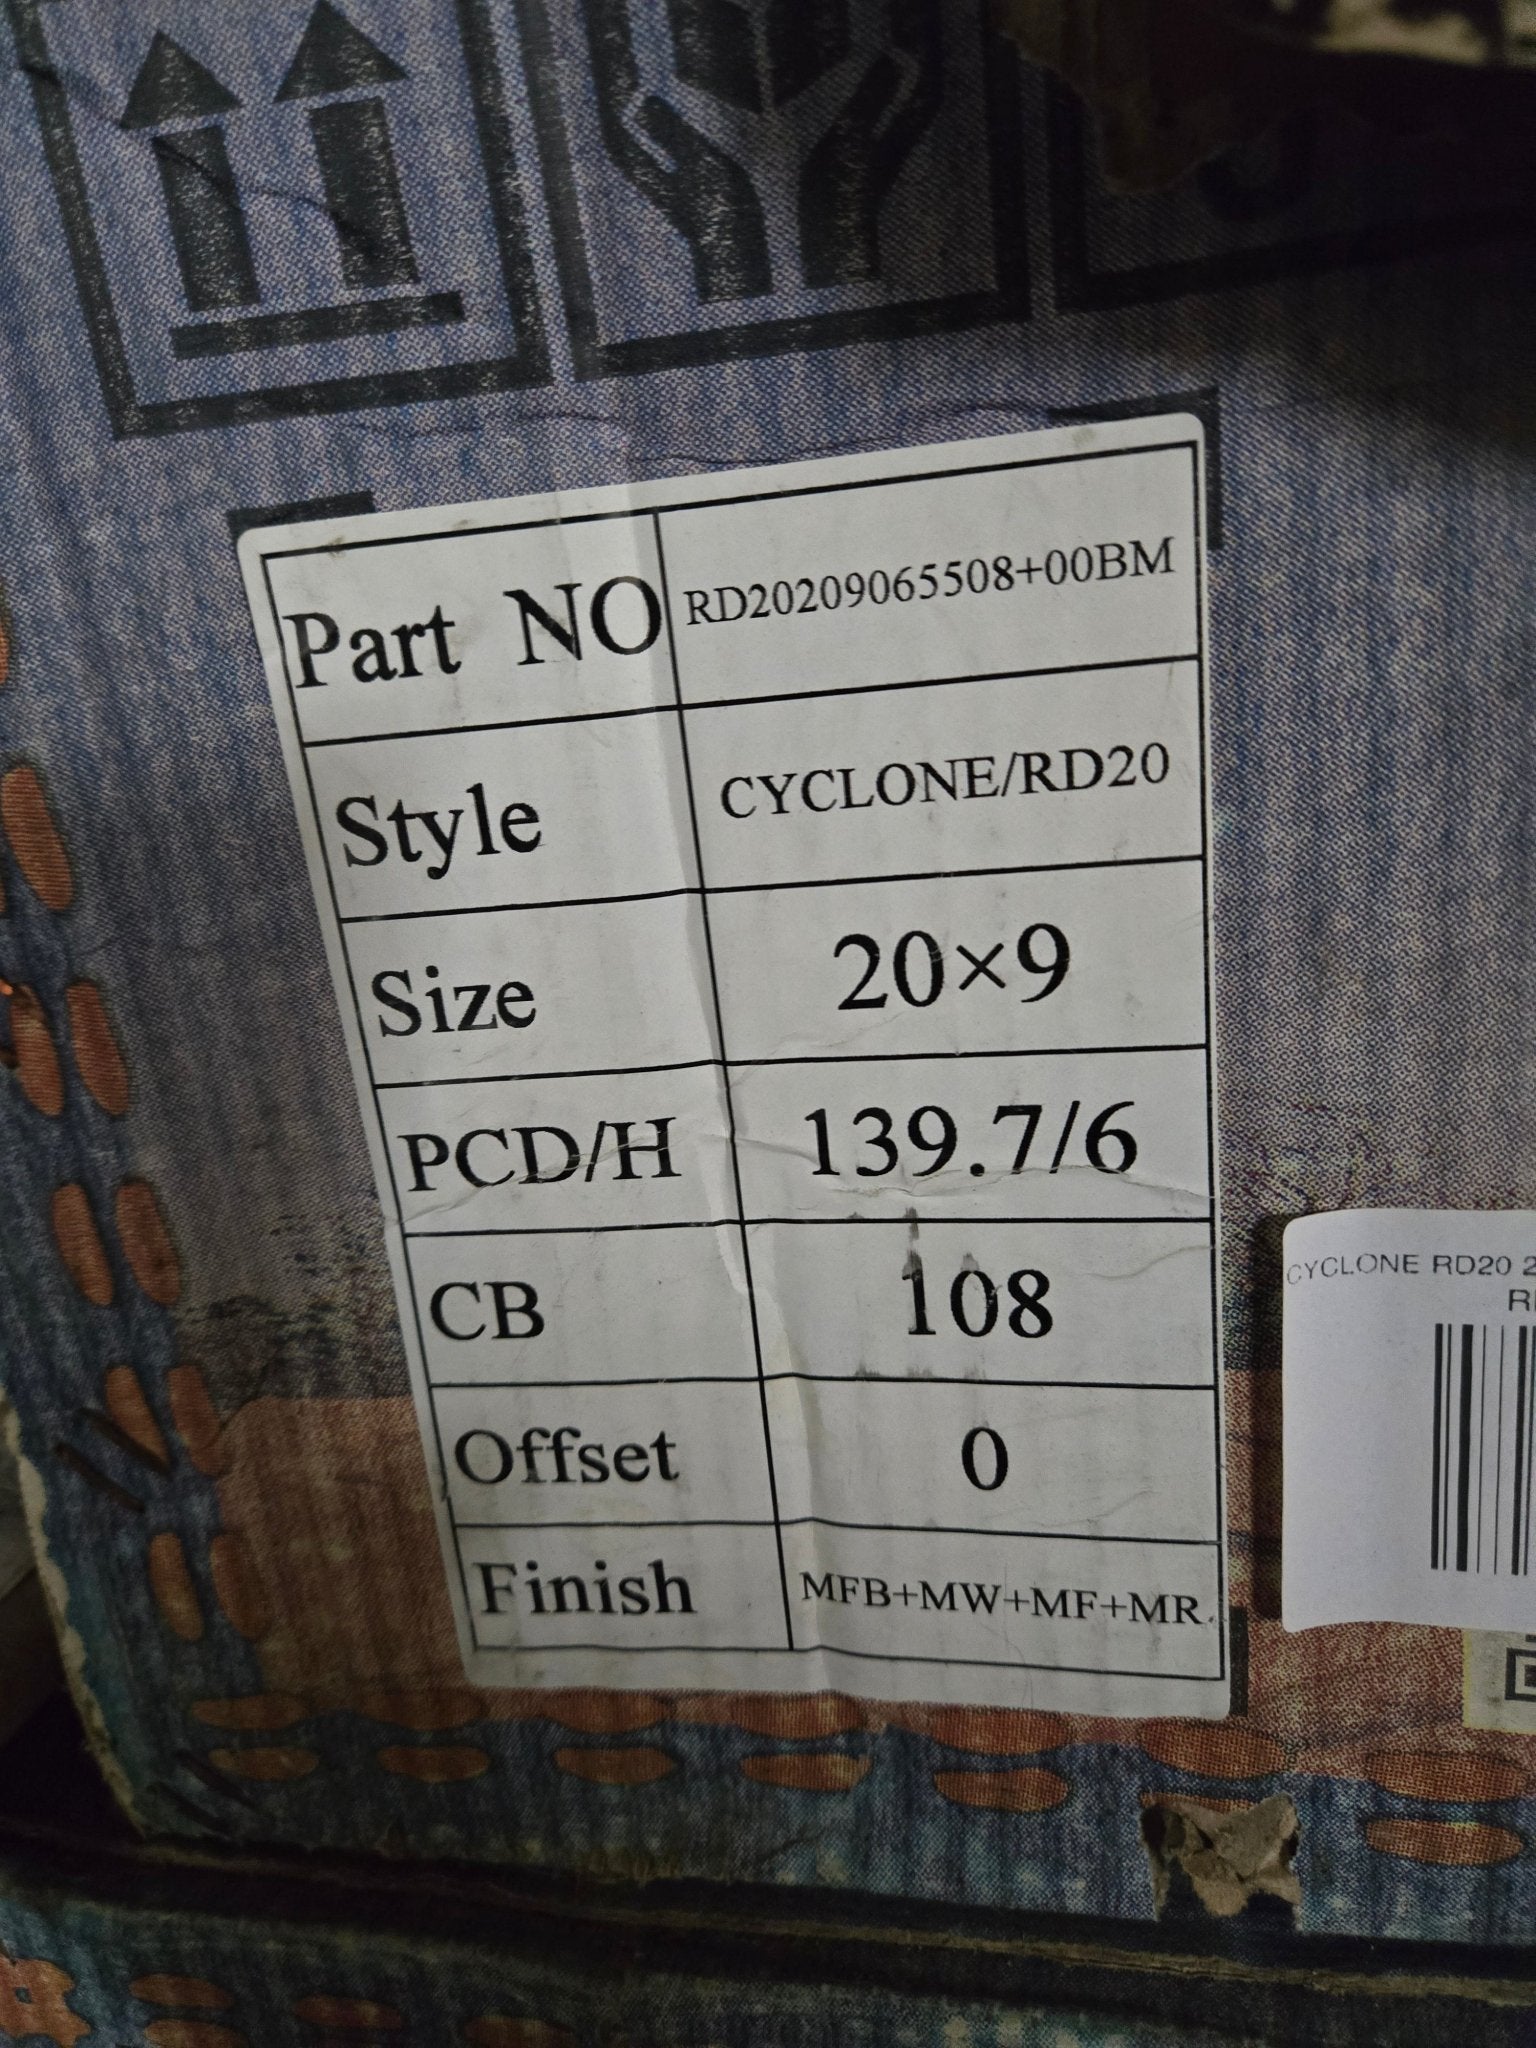 Part NO RD20209065508+00BM
Style CYCLONE/RD20
Size 20×9
PCD/H 139.7/6
CB 108
Offset 0
Finish MFB+MW+MF+MR
CYCLONE RD20